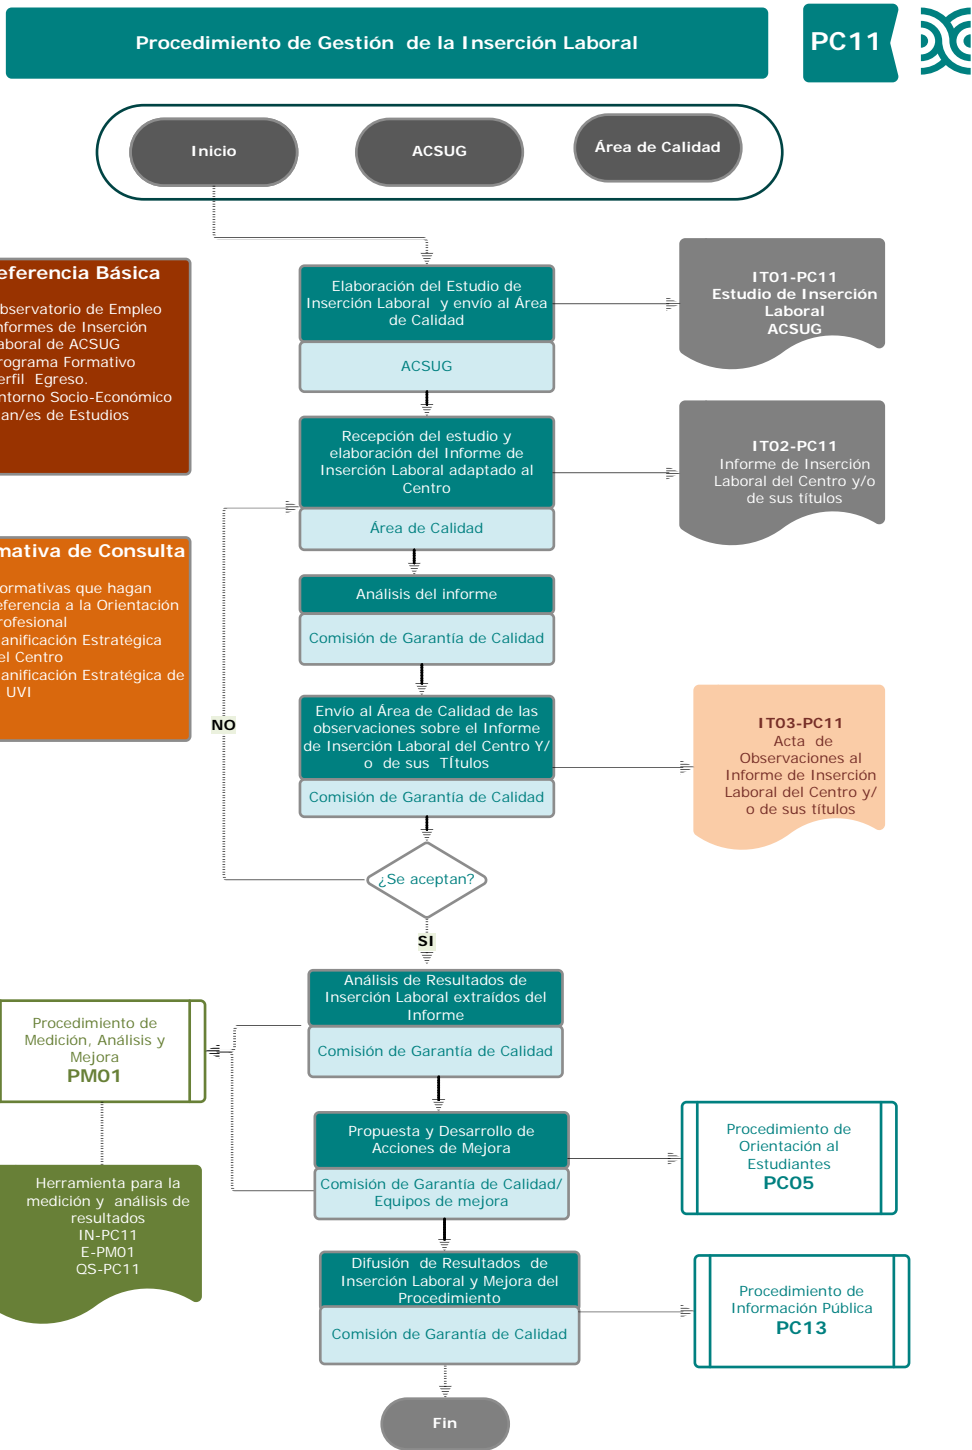 Procedimiento de Gestión de la Inserción Laboral
PC11
Inicio
ACSUG
Área de Calidad
eferencia Básica
bservatorio de Empleo
nformes de Inserción
aboral de ACSUG
rograma Formativo
erfil Egreso.
ntorno Socio-Económico
an/es de Estudios
Elaboración del Estudio de
Inserción Laboral y envío al Área
de Calidad
ACSUG
IT01-PC11
Estudio de Inserción
Laboral
ACSUG
Recepción del estudio y
elaboración del Informe de
Inserción Laboral adaptado al
Centro
Área de Calidad
IT02-PC11
Informe de Inserción
Laboral del Centro y/o
de sus títulos
mativa de Consulta
ormativas que hagan
eferencia a la Orientación
rofesional
anificación Estratégica
el Centro
anificación Estratégica de
UVI
Análisis del informe
Comisión de Garantía de Calidad
Envío al Área de Calidad de las
observaciones sobre el Informe
de Inserción Laboral del Centro Y/
o de sus TÍtulos
Comisión de Garantía de Calidad
IT03-PC11
Acta de
Observaciones al
Informe de Inserción
Laboral del Centro y/
o de sus títulos
NO
¿Se aceptan?
SI
Análisis de Resultados de
Inserción Laboral extraídos del
Informe
Comisión de Garantía de Calidad
Procedimiento de
Medición, Análisis y
Mejora
PM01
Propuesta y Desarrollo de
Acciones de Mejora
Comisión de Garantía de Calidad/
Equipos de mejora
Procedimiento de
Orientación al
Estudiantes
PC05
Herramienta para la
medición y análisis de
resultados
IN-PC11
E-PM01
QS-PC11
Difusión de Resultados de
Inserción Laboral y Mejora del
Procedimiento
Comisión de Garantía de Calidad
Procedimiento de
Información Pública
PC13
Fin